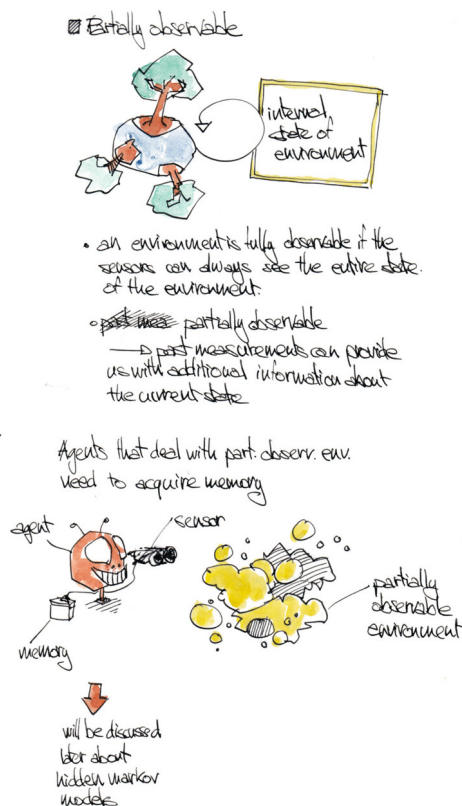 Partially observable
internal
state of
environment
• an environment is fully observable if the
sensors can always see the entire state.
of the environment.
partially observable
past measurements can provide
us with additional information about
the current state
Agents that deal with part. observ. env.
need to acquire memory
agent
sensor
memory
partially
observable
environment
will be discussed
later about
hidden markov
models